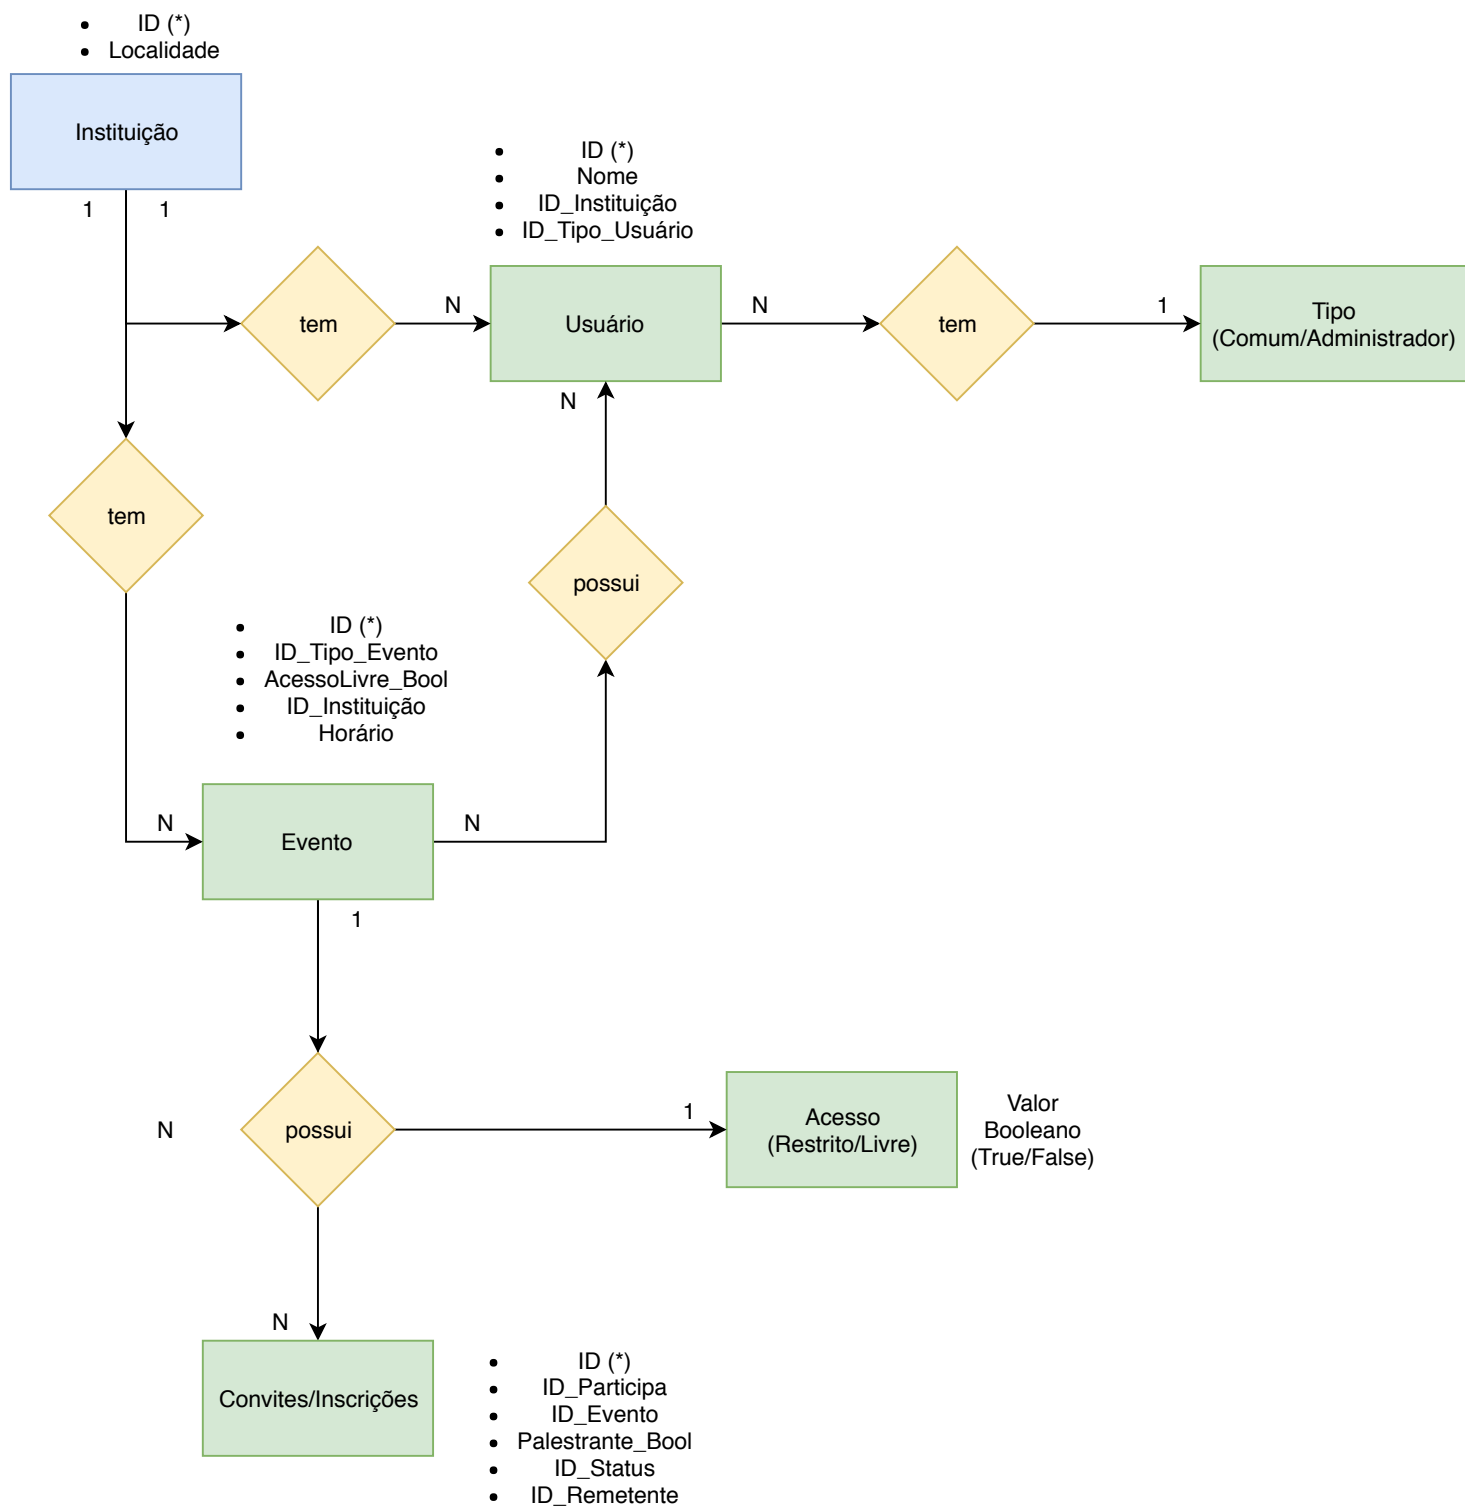 ID (*)
Localidade
Instituição
1
1
ID (*)
Nome
ID_Instituição
ID_Tipo_Usuário
tem
N
Usuário
N
tem
1
Tipo
(Comum/Administrador)
N
tem
possui
ID (*)
ID_Tipo_Evento
AcessoLivre_Bool
ID_Instituição
Horário
N
Evento
N
1
N
possui
1
Acesso
(Restrito/Livre)
Valor
Booleano
(True/False)
N
Convites/Inscrições
ID (*)
ID_Participa
ID_Evento
Palestrante_Bool
ID_Status
ID_Remetente